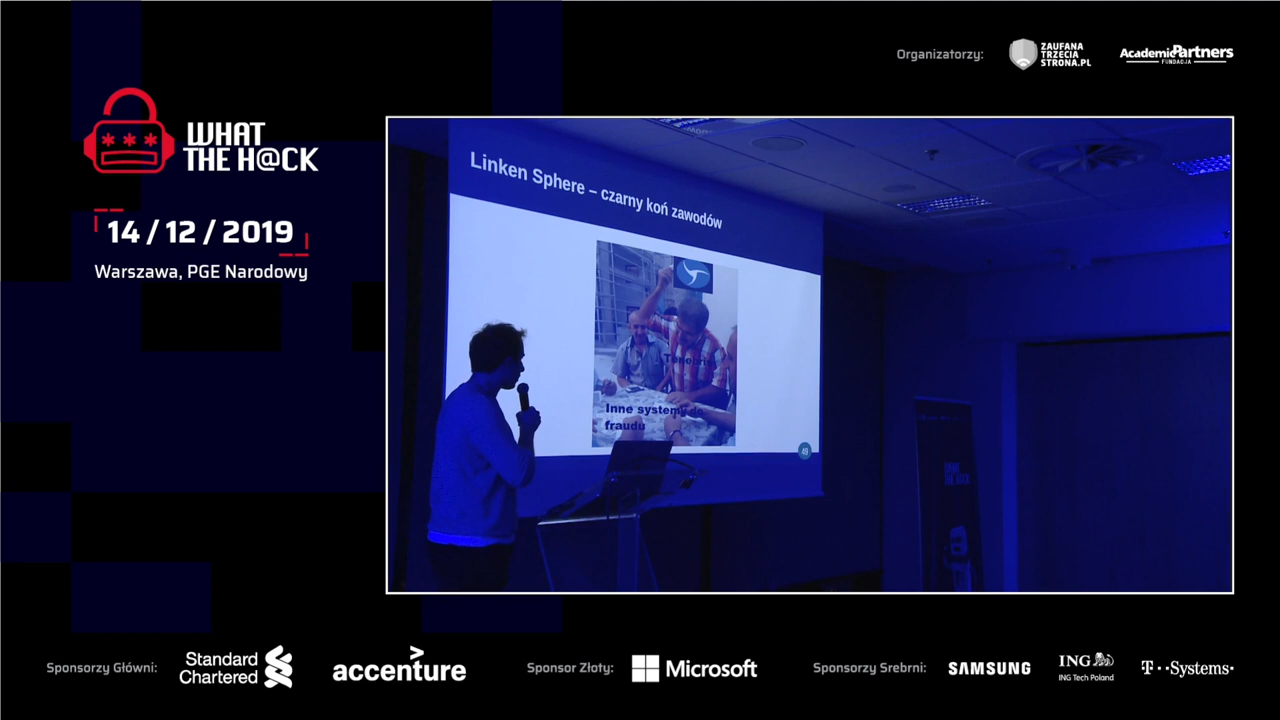 Organizatorzy:
ZAUFANA
TRZECIA
STRONA.PL
AcademicPartners
FUNDACJA
WHAT
THE H@CK
14 / 12 / 2019
Warszawa, PGE Narodowy
Linken Sphere – czarny koń zawodów
Inne systemy do
fraudu
49
Sponsorzy Główni:
Standard
Chartered
accenture
Sponsor Złoty:
Microsoft
Sponsorzy Srebrni:
SAMSUNG
ING
ING Tech Poland
T··Systems·